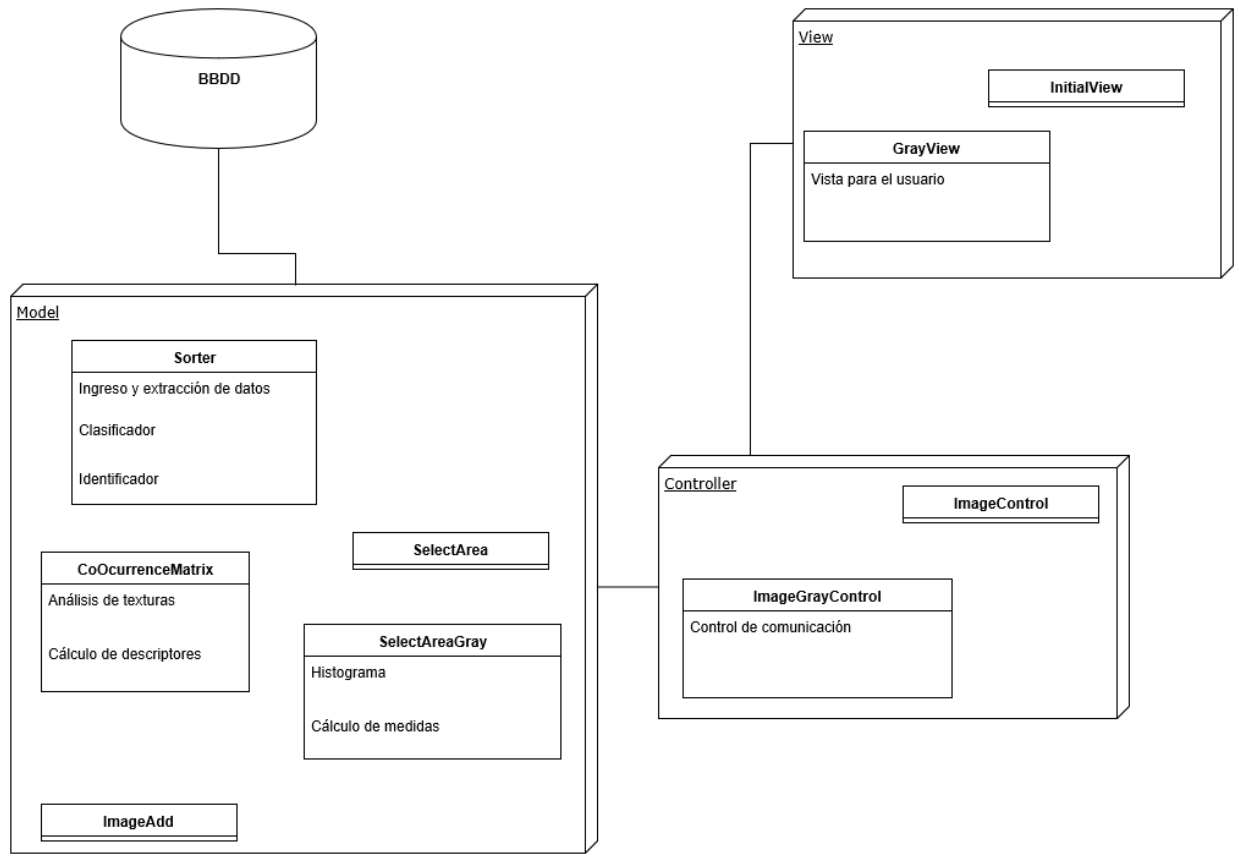 BBDD
View
InitialView
GrayView
Vista para el usuario
Model
Sorter
Ingreso y extracción de datos
Clasificador
Identificador
SelectArea
CoOcurrenceMatrix
Análisis de texturas
Cálculo de descriptores
SelectAreaGray
Histograma
Cálculo de medidas
ImageAdd
Controller
ImageControl
ImageGrayControl
Control de comunicación